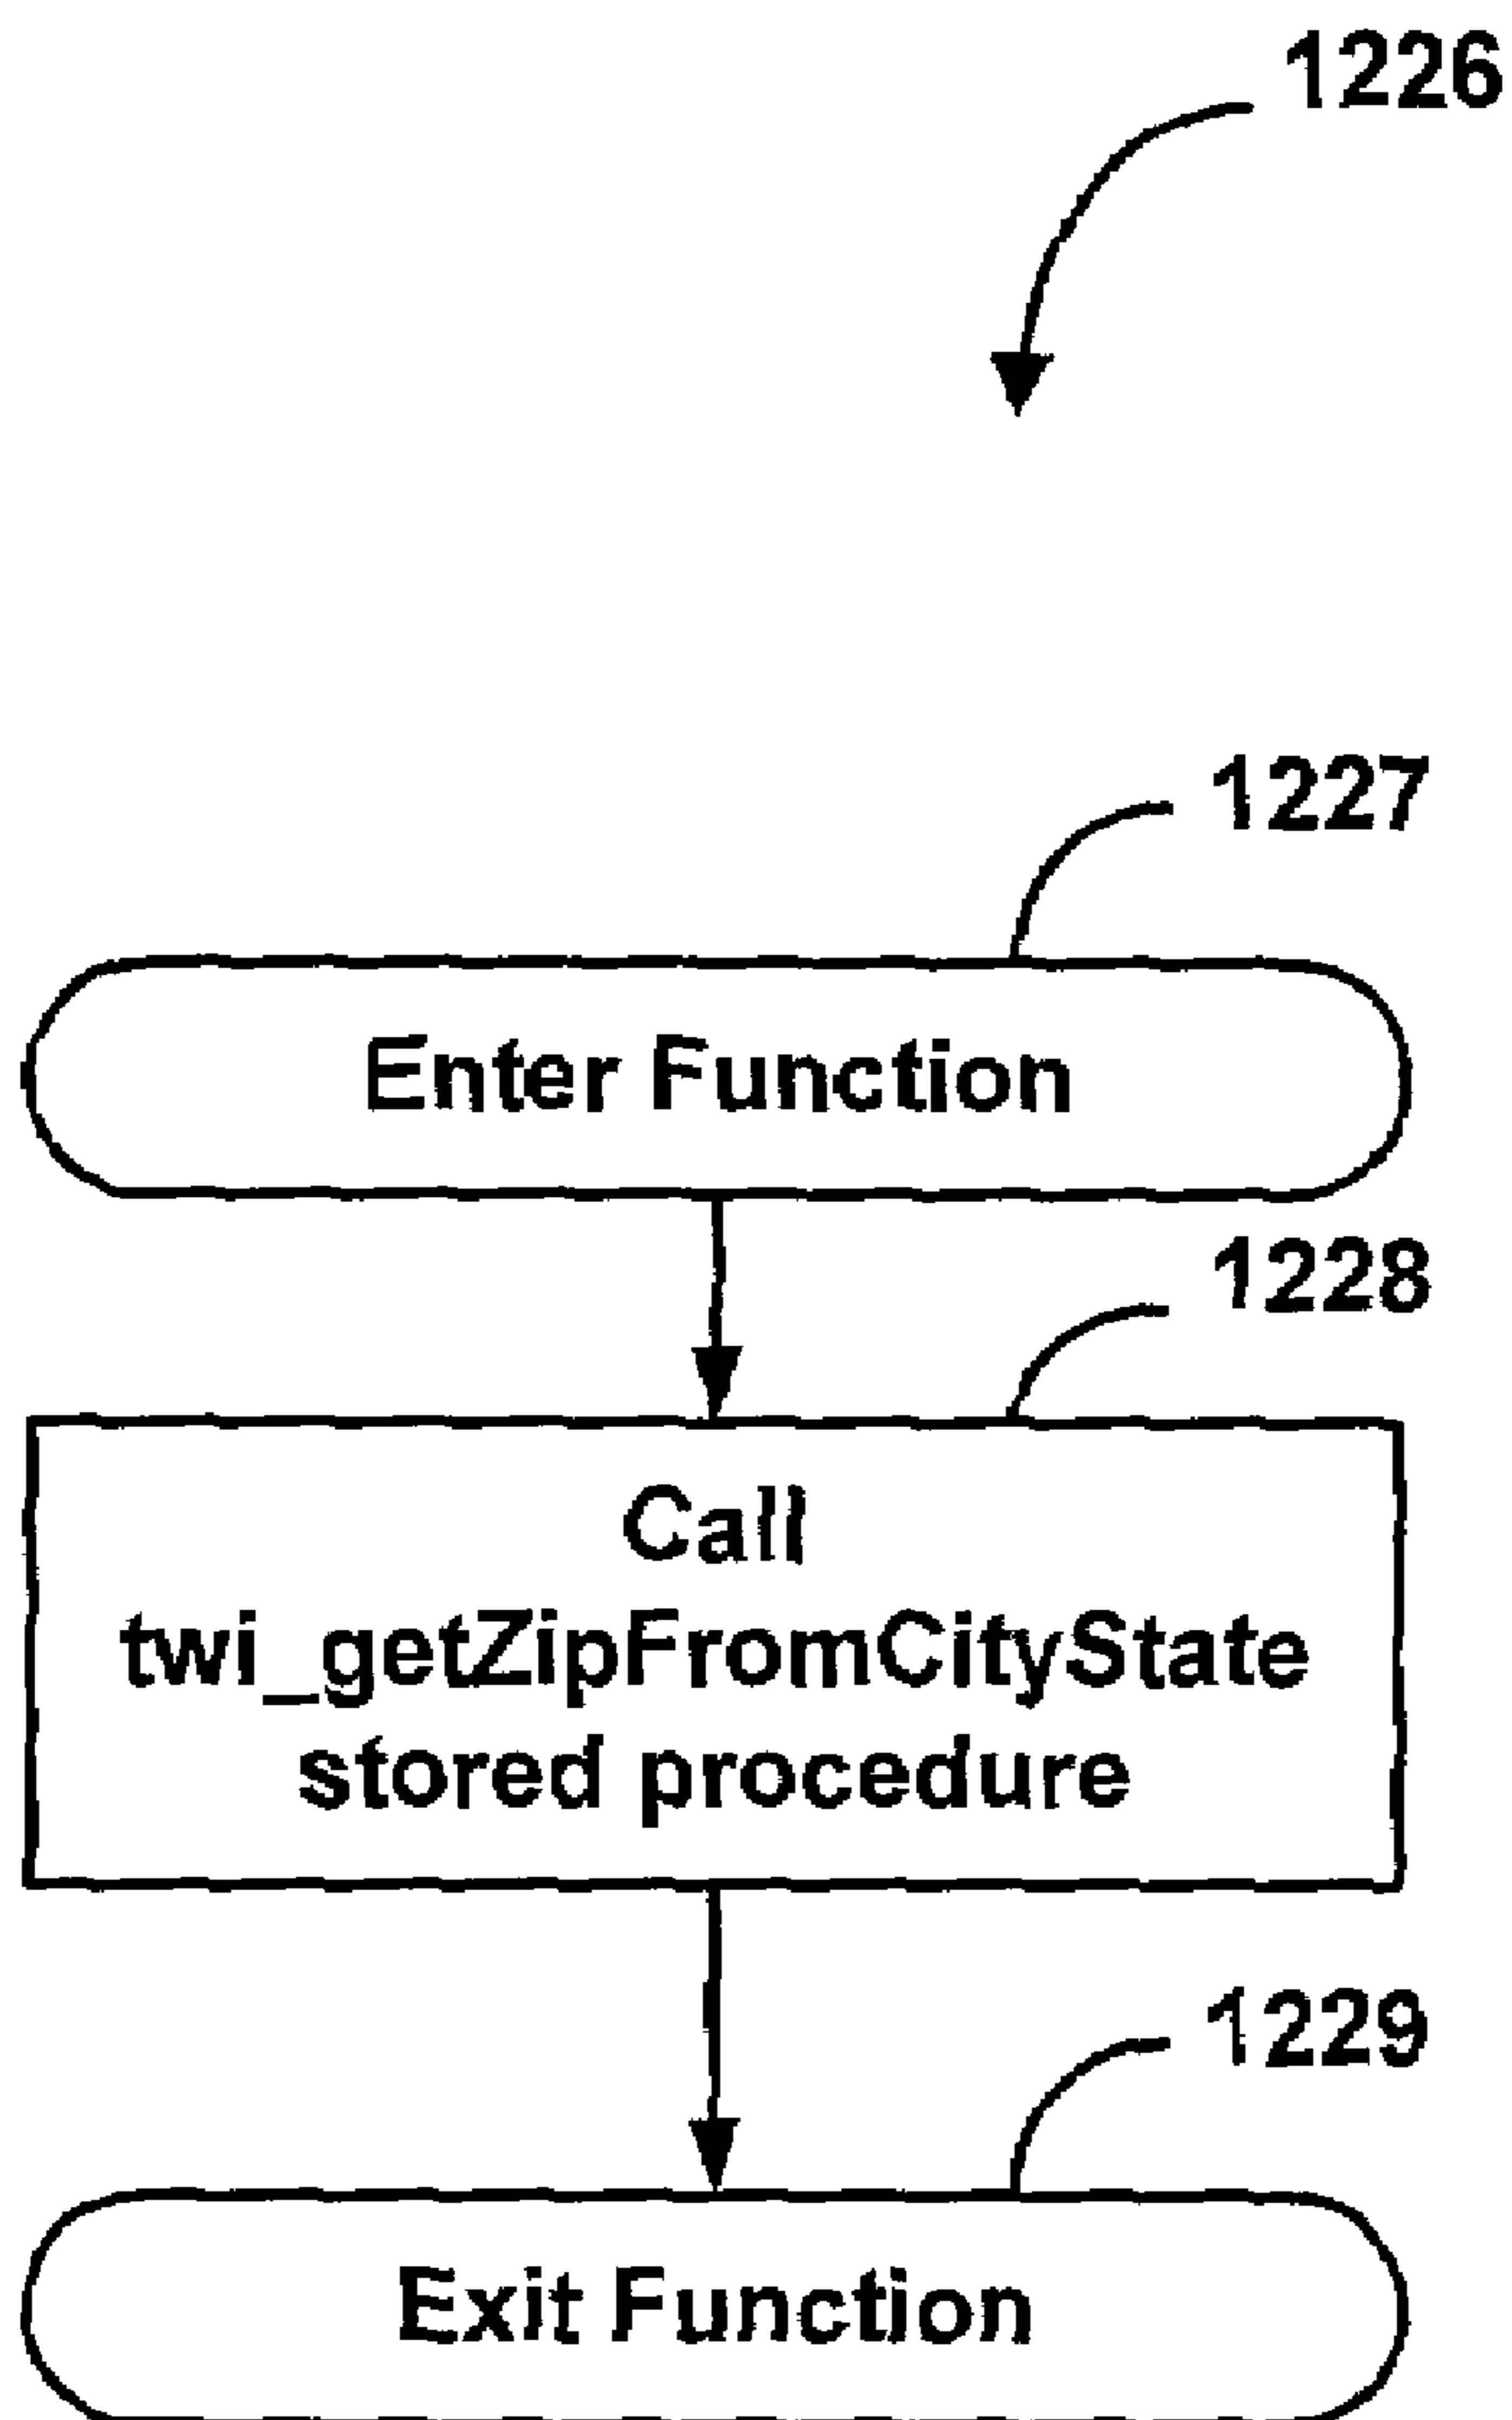 1226
1227
Enter Function
1228
Call
twi_getZipFromCityState
stored procedure
1229
Exit Function